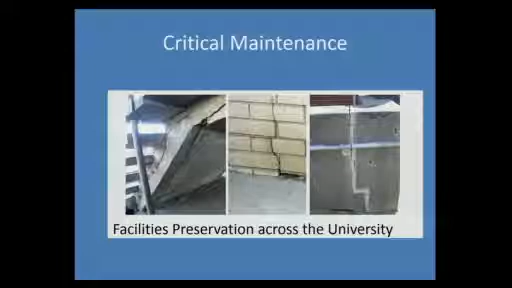 Critical Maintenance
Facilities Preservation across the University